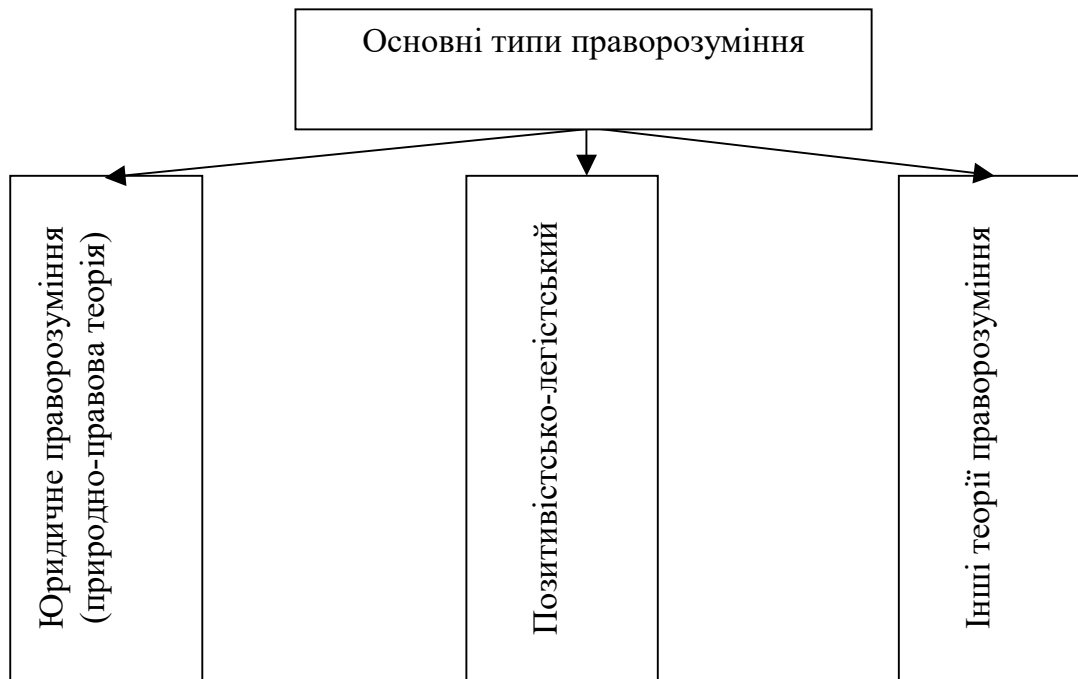 Основні типи праворозуміння
Юридичне праворозуміння
(природно-правова теорія)
Позитивістсько-легістський
Інші теорії праворозуміння